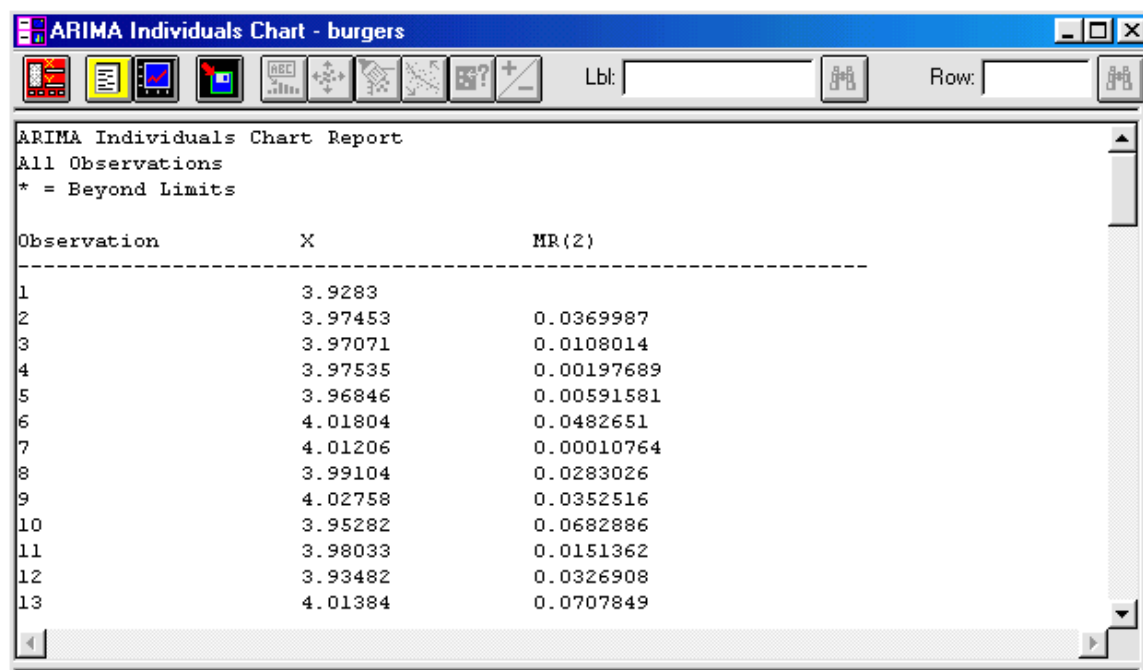 ARIMA Individuals Chart - burgers
ABC
Lbl:
Row:
ARIMA Individuals Chart Report
All Observations
* = Beyond Limits
Observation X MR(2)
--------------------------------------------------------------------
1 3.9283
2 3.97453 0.0369987
3 3.97071 0.0108014
4 3.97535 0.00197689
5 3.96846 0.00591581
6 4.01804 0.0482651
7 4.01206 0.00010764
8 3.99104 0.0283026
9 4.02758 0.0352516
10 3.95282 0.0682886
11 3.98033 0.0151362
12 3.93482 0.0326908
13 4.01384 0.0707849